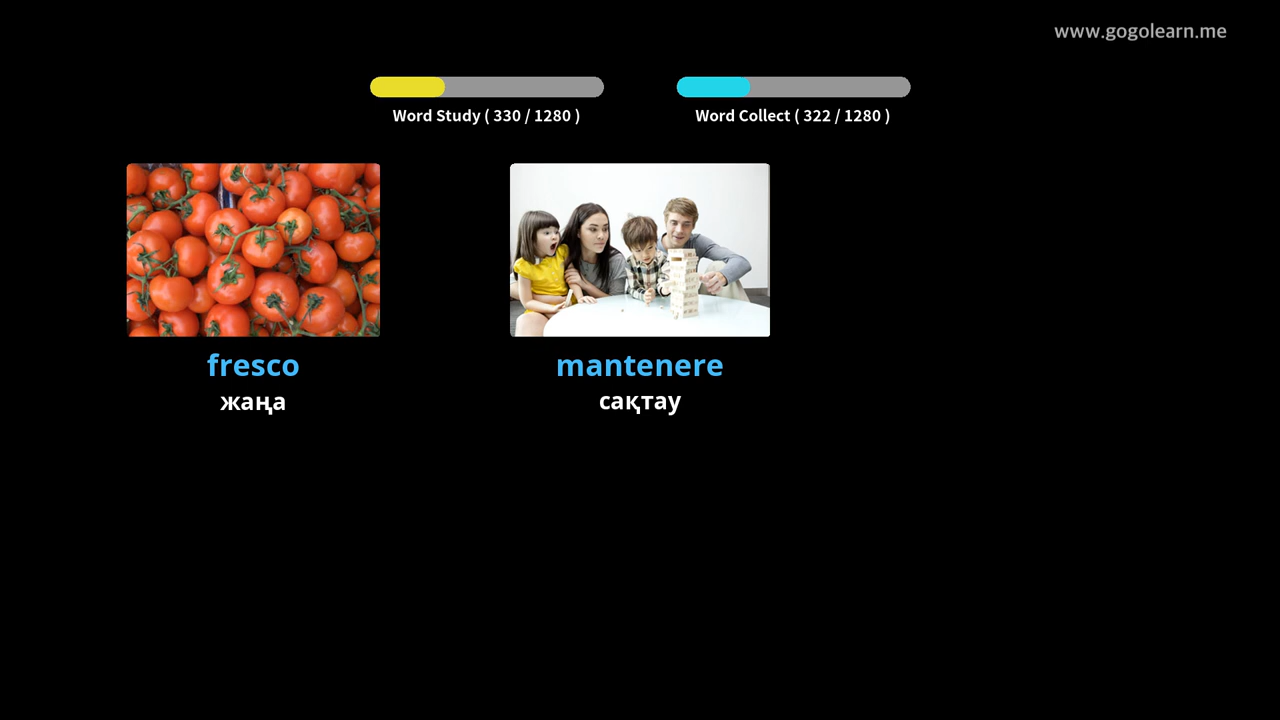 www.gogolearn.me
Word Study ( 330 / 1280 )
Word Collect ( 322 / 1280 )
fresco
жаңа
mantenere
сақтау